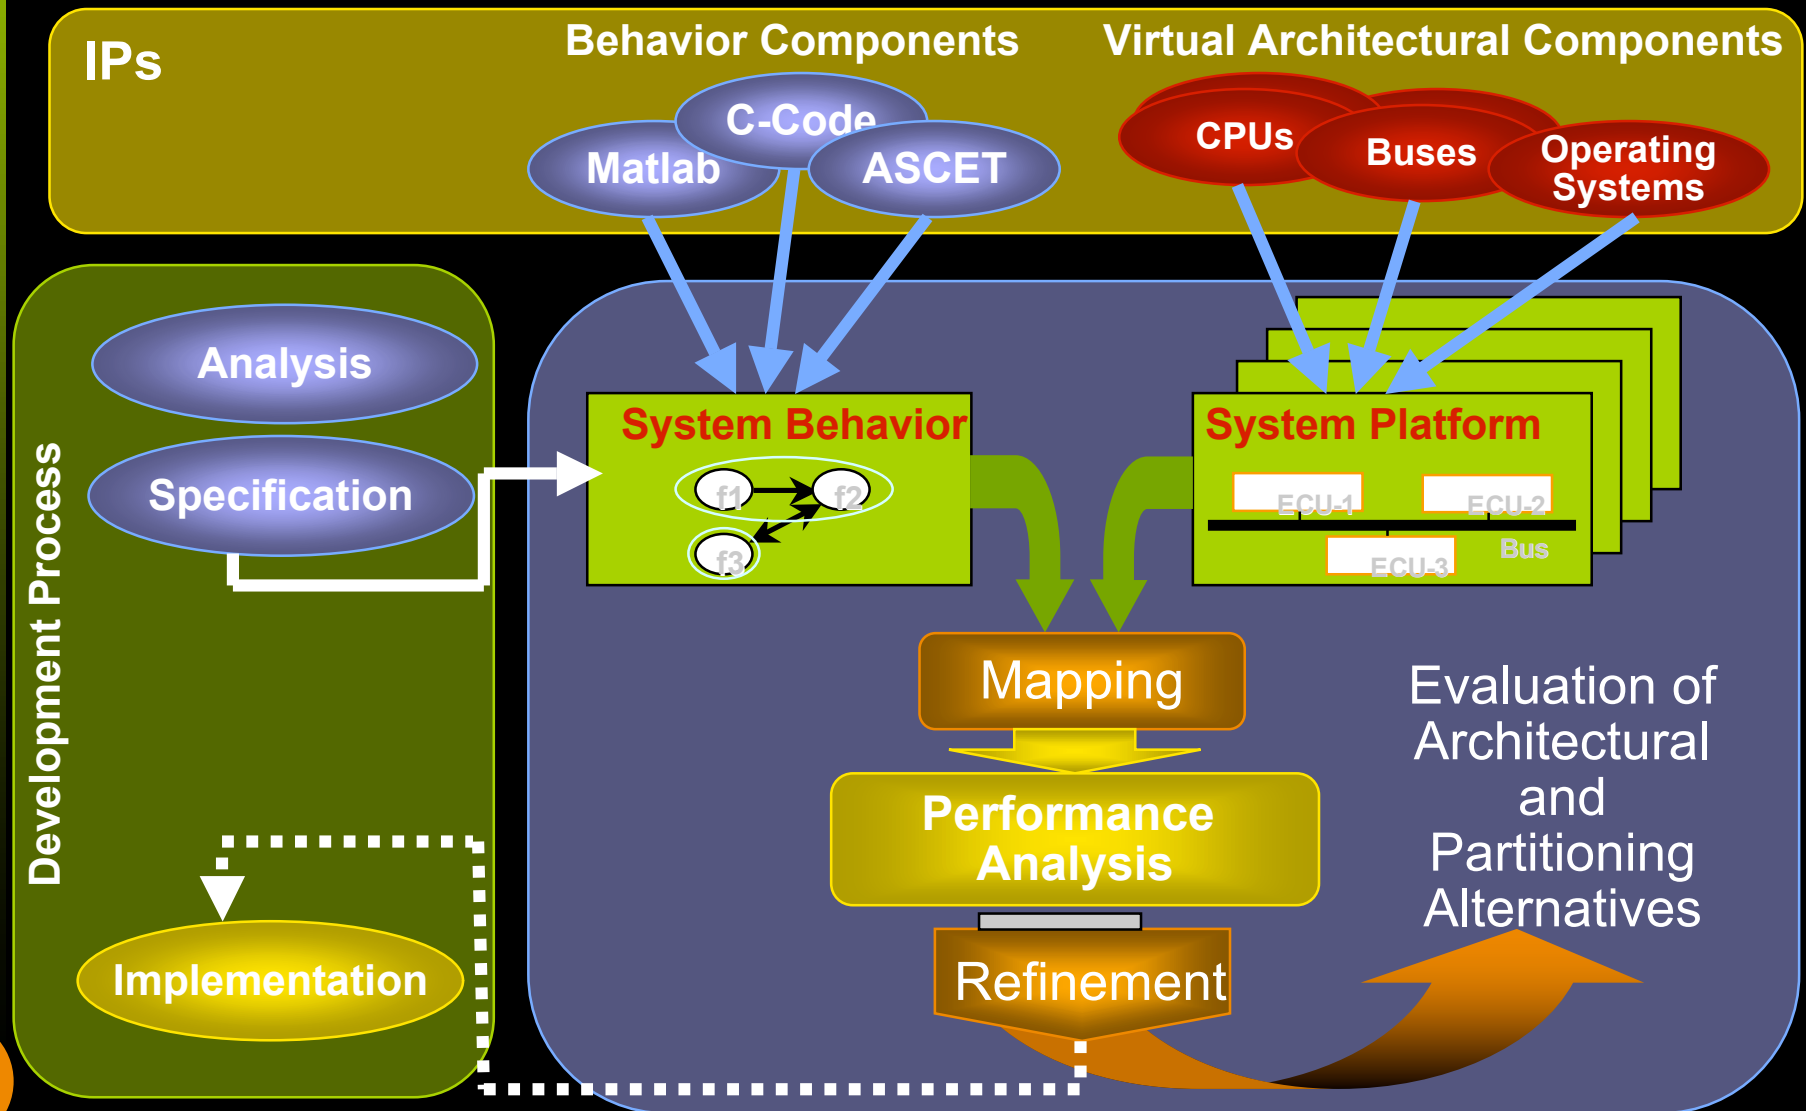 IPs
Behavior Components
Virtual Architectural Components
C-Code
Matlab
ASCET
CPUs
Buses
Operating
Systems
Development Process
Analysis
Specification
Implementation
System Behavior
f1
f2
f3
System Platform
ECU-1
ECU-2
Bus
ECU-3
Mapping
Performance
Analysis
Refinement
Evaluation of
Architectural
and
Partitioning
Alternatives